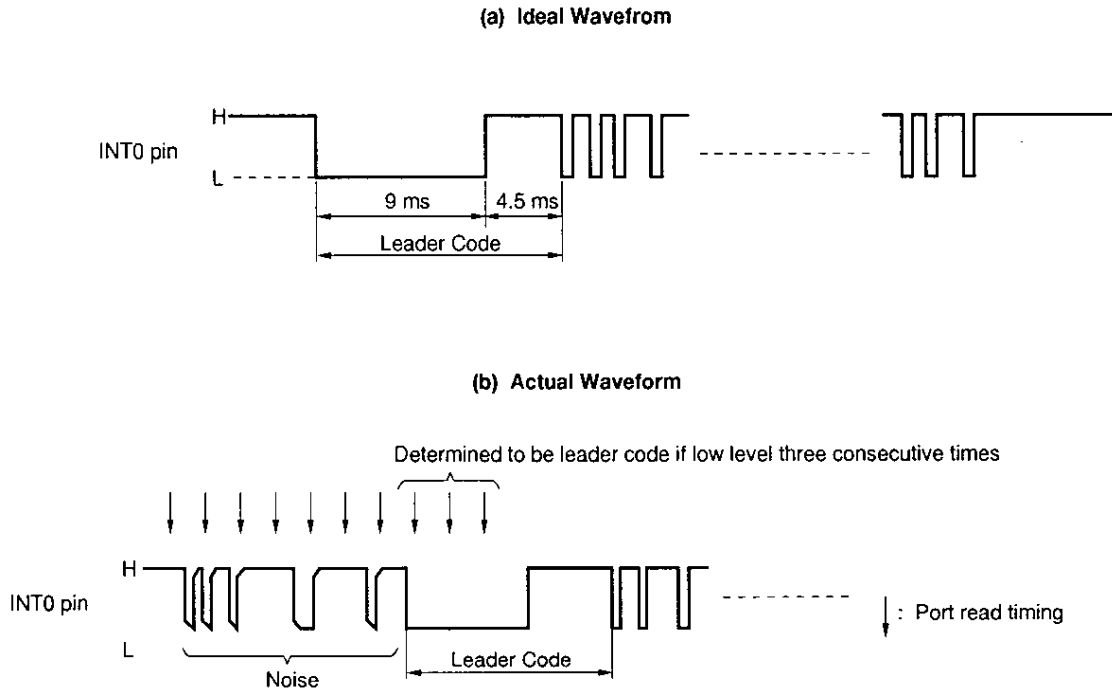 (a) Ideal Wavefrom
H
INT0 pin
L
9 ms
4.5 ms
Leader Code
(b) Actual Waveform
Determined to be leader code if low level three consecutive times
H
INT0 pin
: Port read timing
L
Leader Code
Noise